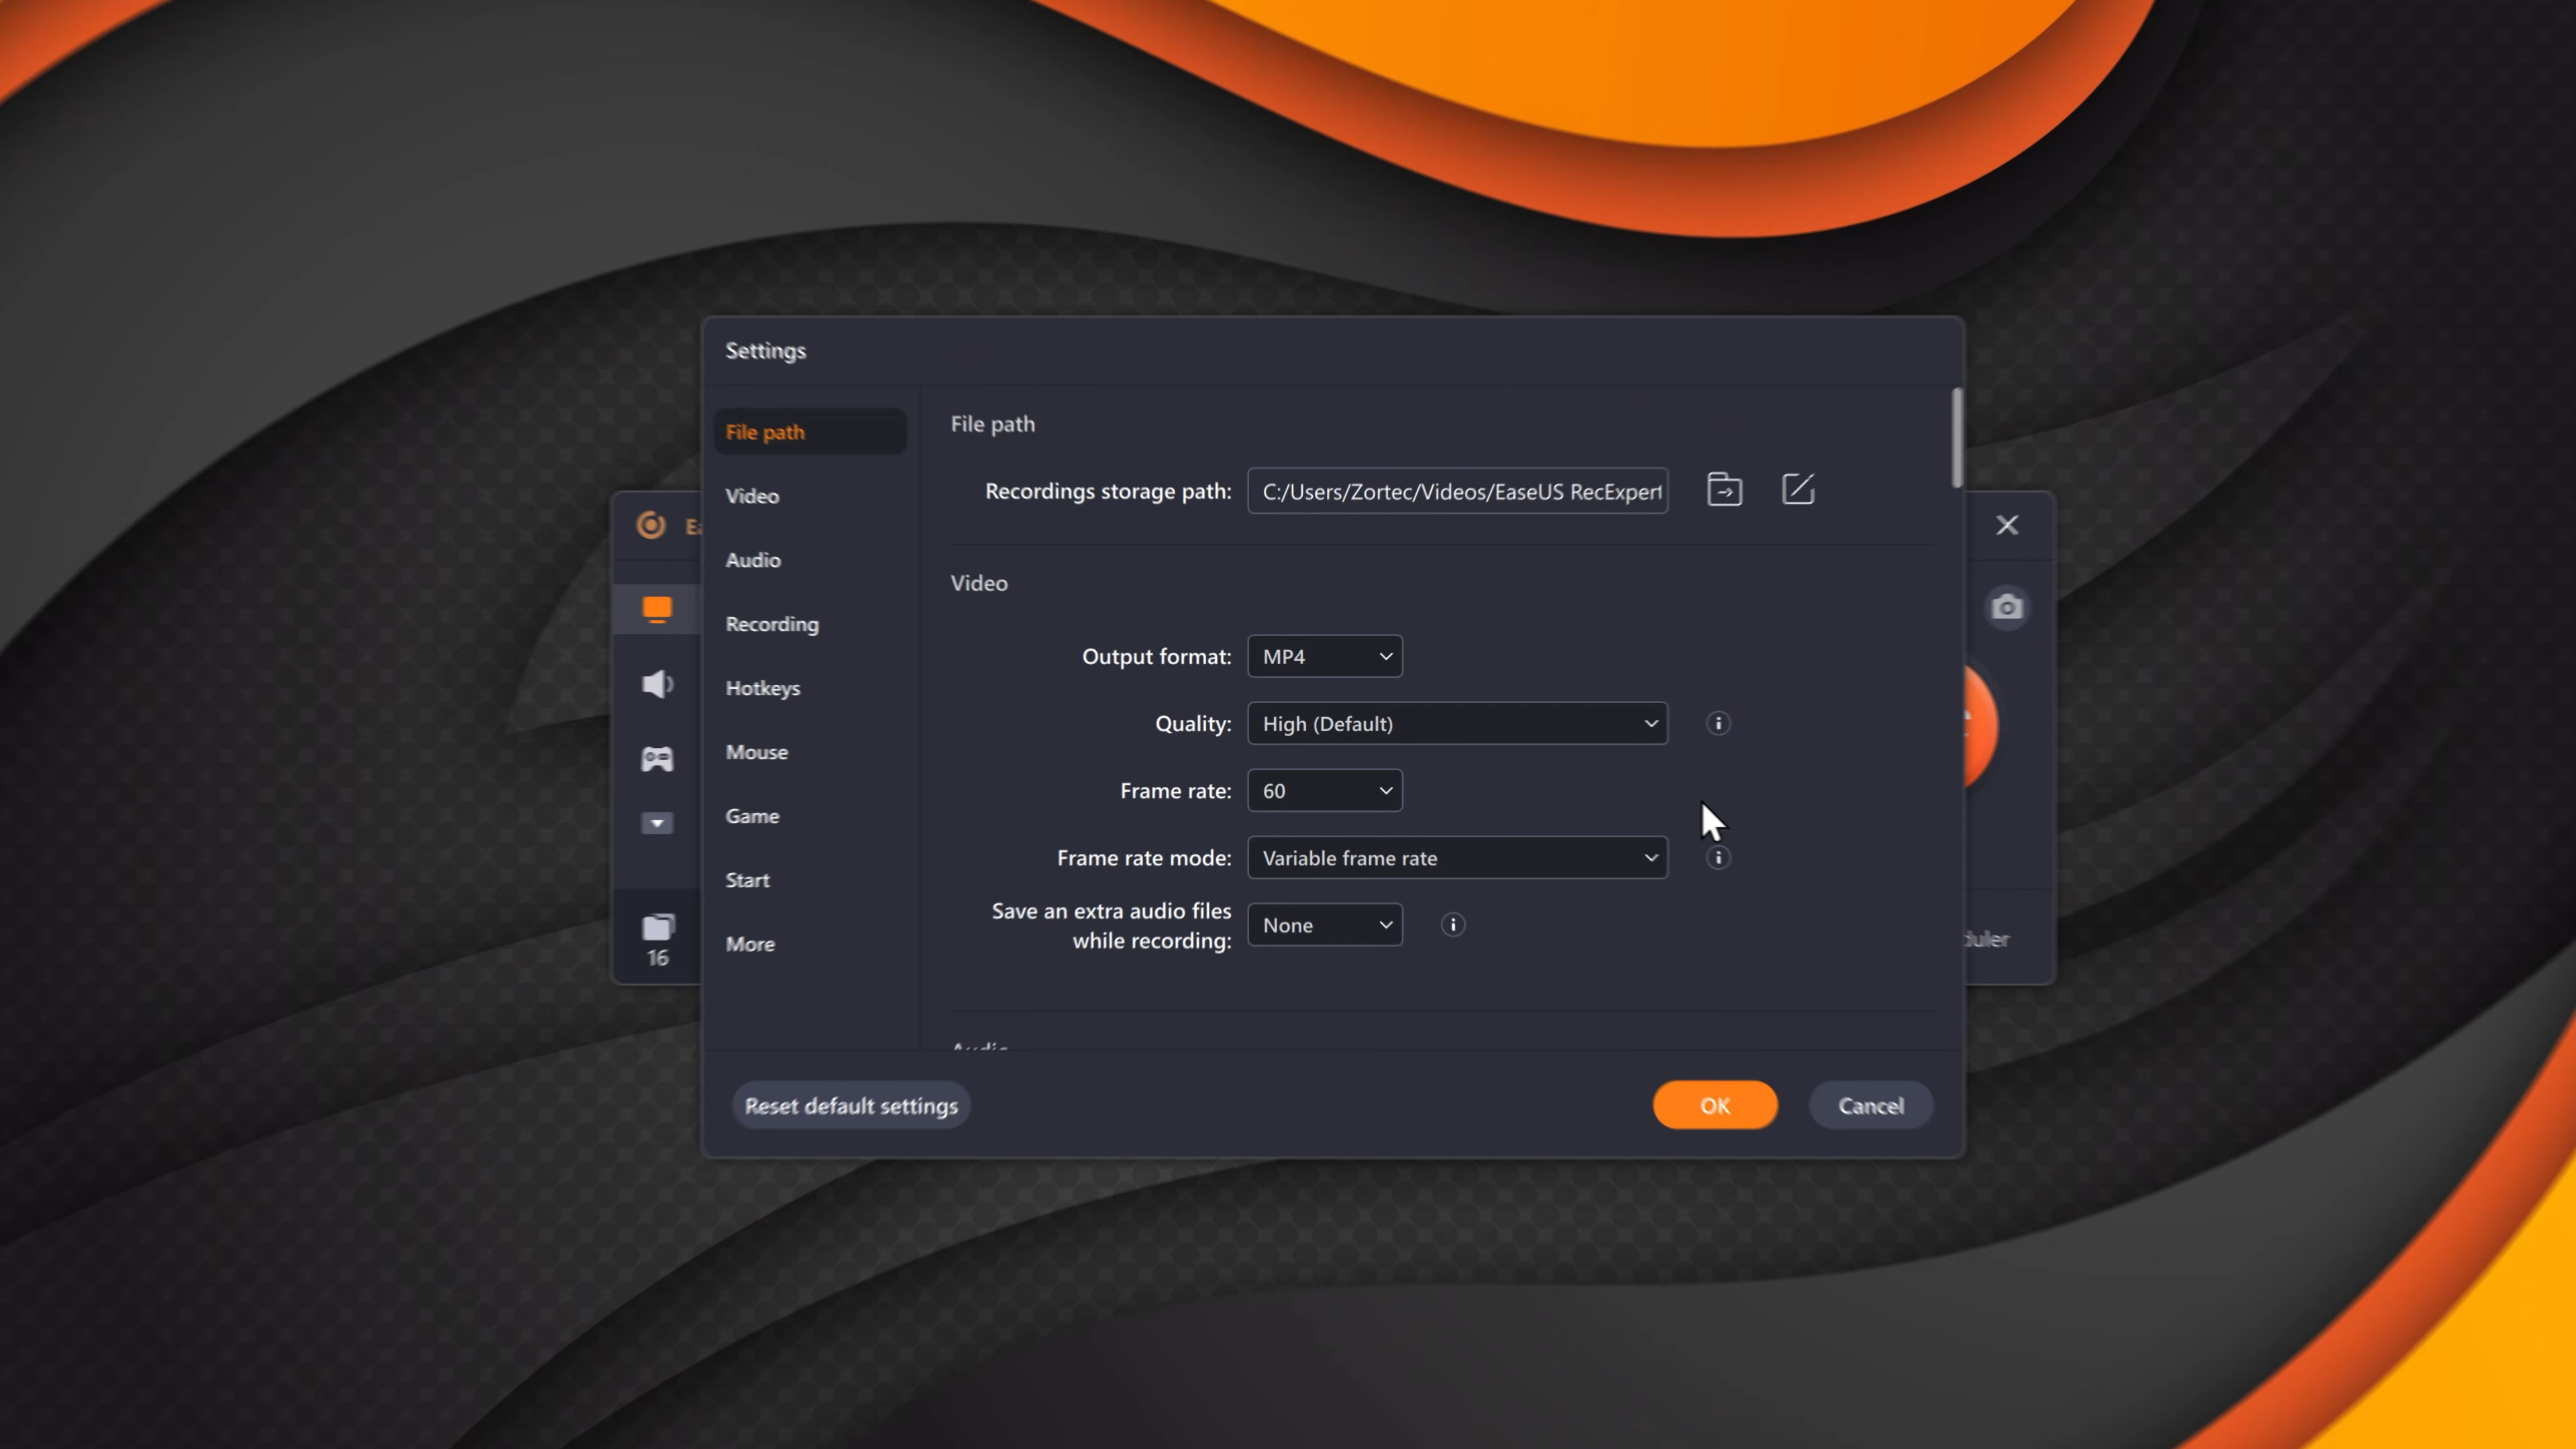 Settings
File path
Video
Audio
Recording
Hotkeys
Mouse
Game
Start
More
File path
Recordings storage path: C:/Users/Zortec/Videos/EaseUS RecExpert
Video
Output format: MP4
Quality: High (Default)
Frame rate: 60
Frame rate mode: Variable frame rate
Save an extra audio files
while recording: None
Audio
Reset default settings
OK
Cancel
16